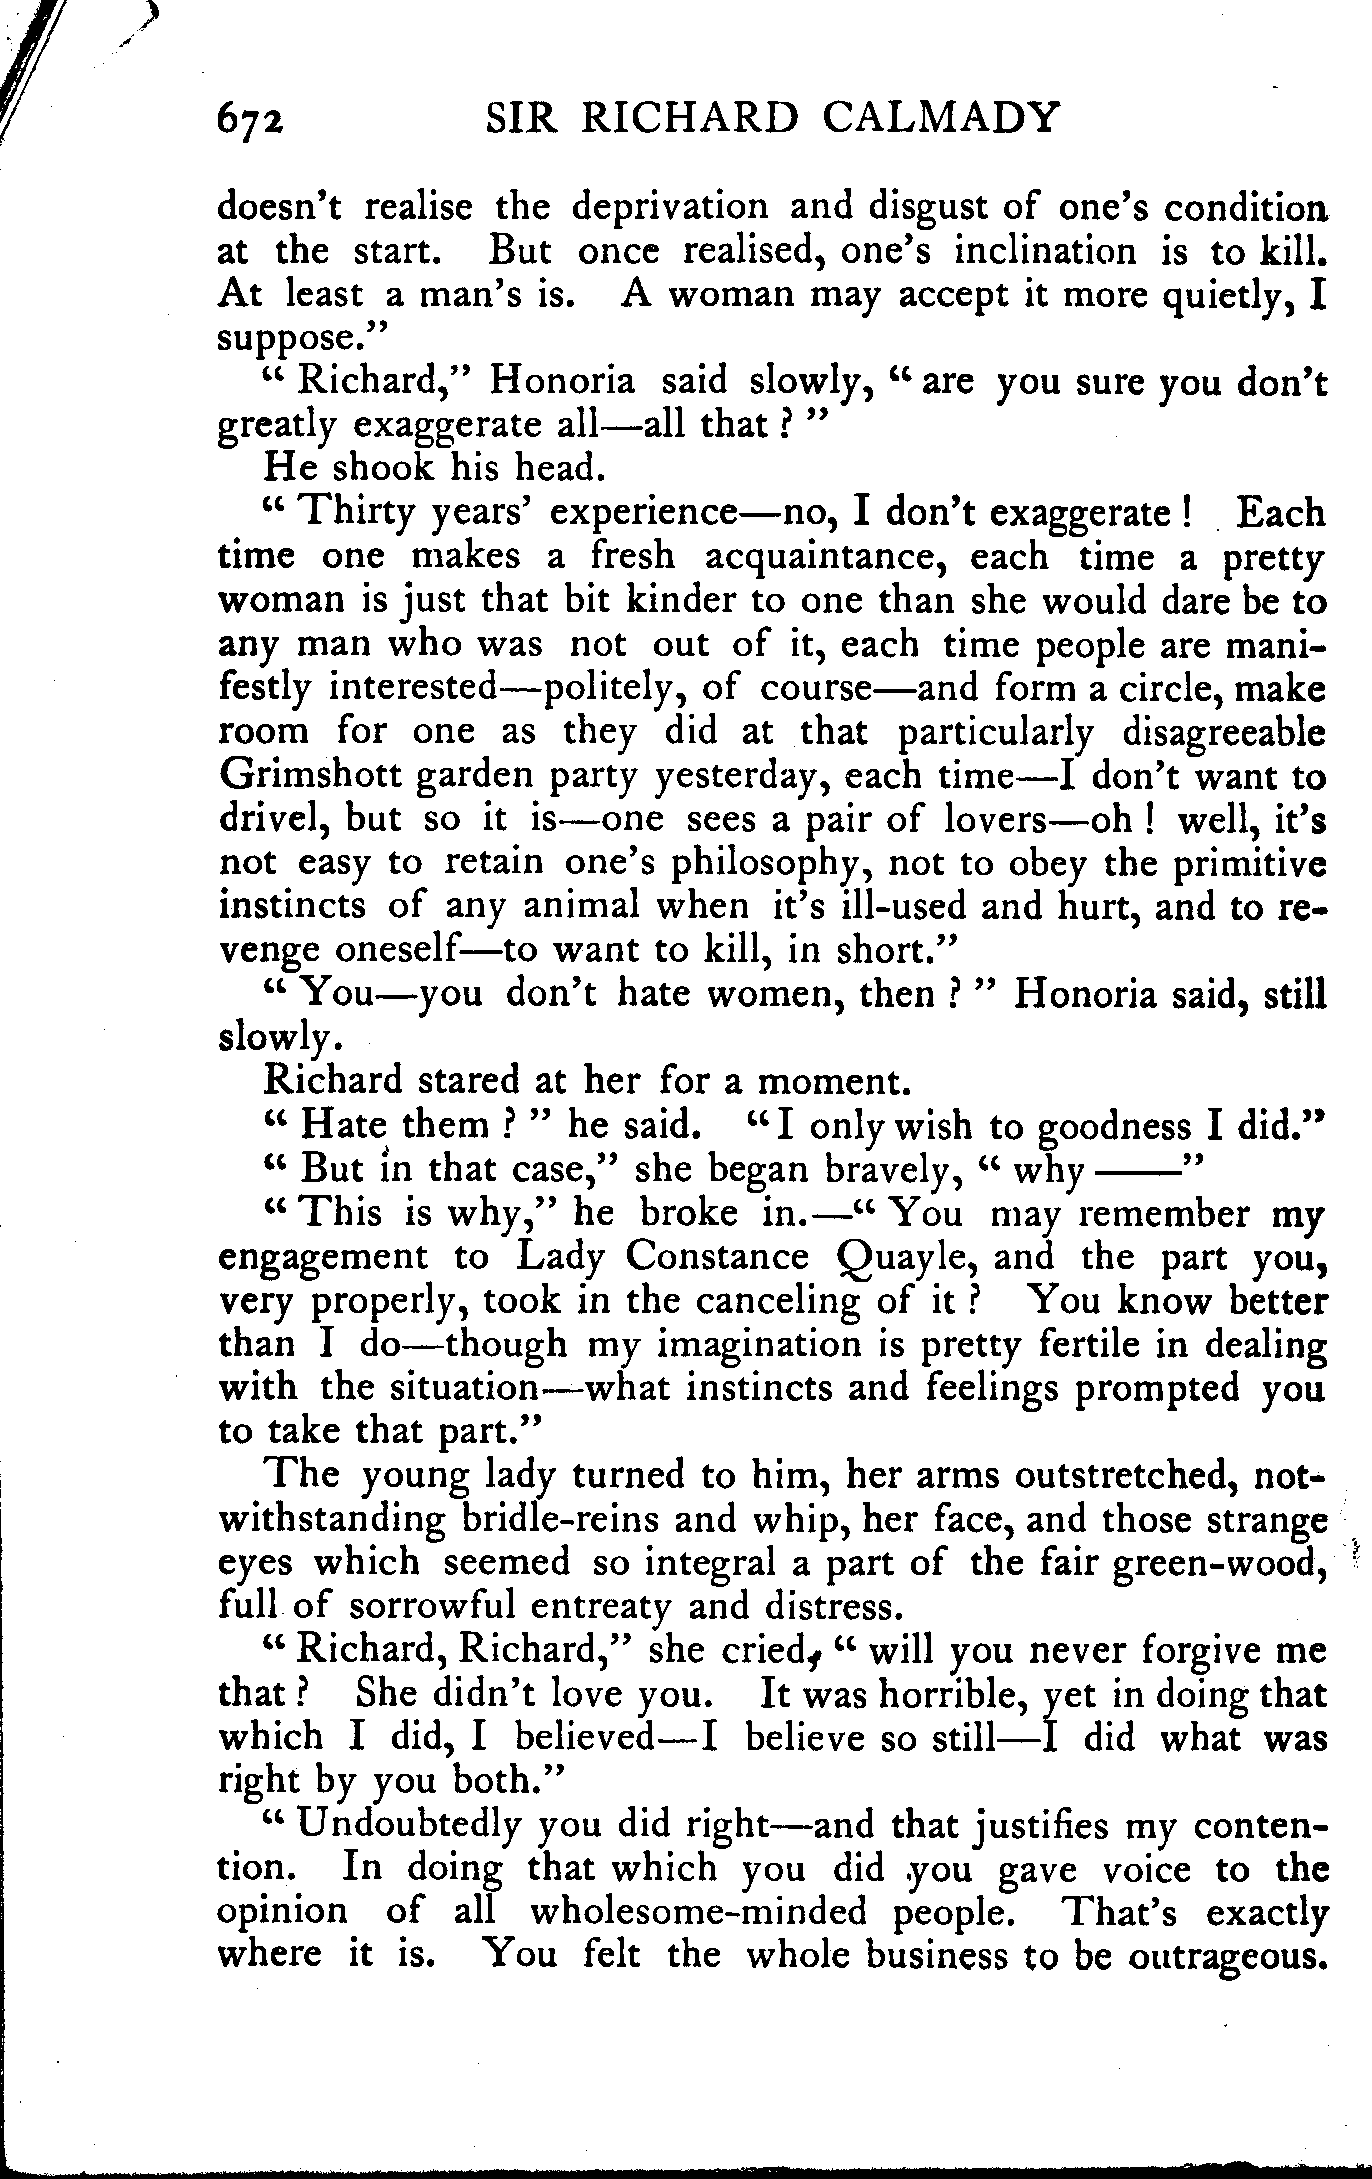 672 SIR RICHARD CALMADY
doesn't realise the deprivation and disgust of one's condition
at the start. But once realised, one's inclination is to kill.
At least a man's is. A woman may accept it more quietly, I
suppose."
" Richard," Honoria said slowly, " are you sure you don't
greatly exaggerate all—all that ? "
He shook his head.
" Thirty years' experience—no, I don't exaggerate ! Each
time one makes a fresh acquaintance, each time a pretty
woman is just that bit kinder to one than she would dare be to
any man who was not out of it, each time people are mani-
festly interested—politely, of course—and form a circle, make
room for one as they did at that particularly disagreeable
Grimshott garden party yesterday, each time—I don't want to
drivel, but so it is—one sees a pair of lovers—oh ! well, it's
not easy to retain one's philosophy, not to obey the primitive
instincts of any animal when it's ill-used and hurt, and to re-
venge oneself—to want to kill, in short."
" You—you don't hate women, then ? " Honoria said, still
slowly.
Richard stared at her for a moment.
" Hate them ? " he said. " I only wish to goodness I did."
" But in that case," she began bravely, " why ——"
" This is why," he broke in.—" You may remember my
engagement to Lady Constance Quayle, and the part you,
very properly, took in the canceling of it ? You know better
than I do—though my imagination is pretty fertile in dealing
with the situation—what instincts and feelings prompted you
to take that part."
The young lady turned to him, her arms outstretched, not-
withstanding bridle-reins and whip, her face, and those strange
eyes which seemed so integral a part of the fair green-wood,
full of sorrowful entreaty and distress.
" Richard, Richard," she cried, " will you never forgive me
that ? She didn't love you. It was horrible, yet in doing that
which I did, I believed—I believe so still—I did what was
right by you both."
" Undoubtedly you did right—and that justifies my conten-
tion. In doing that which you did you gave voice to the
opinion of all wholesome-minded people. That's exactly
where it is. You felt the whole business to be outrageous.